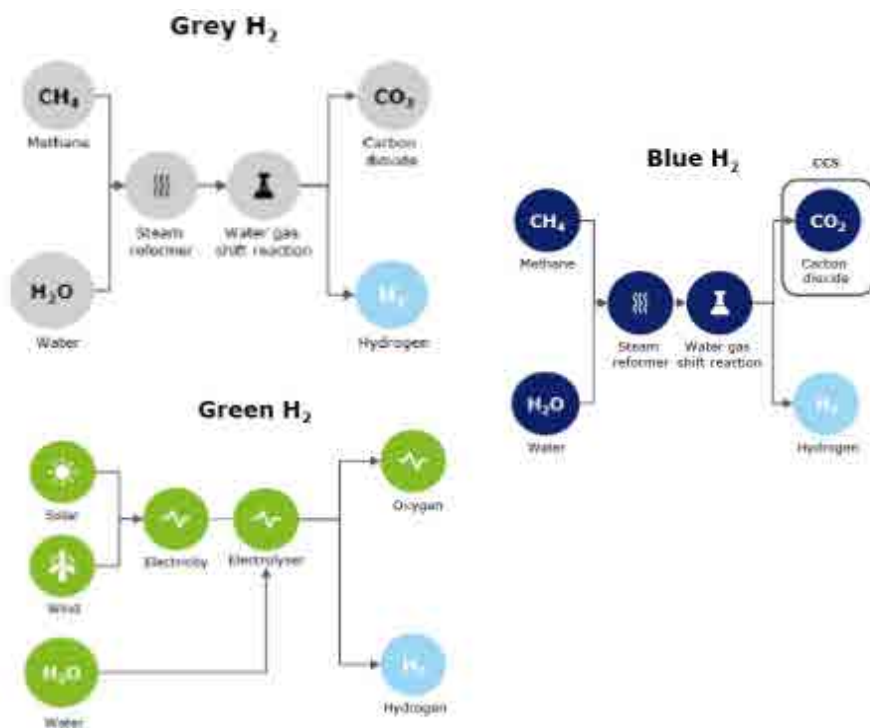 Grey H₂
CH₄
Methane
CO₂
Carbon
dioxide
Steam
reformer
Water gas
shift reaction
H₂O
Water
H₂
Hydrogen
Blue H₂
CCS
CH₄
Methane
CO₂
Carbon
dioxide
Steam
reformer
Water gas
shift reaction
H₂O
Water
H₂
Hydrogen
Green H₂
Solar
Wind
Electricity
Electrolyser
Oxygen
H₂O
Water
H₂
Hydrogen